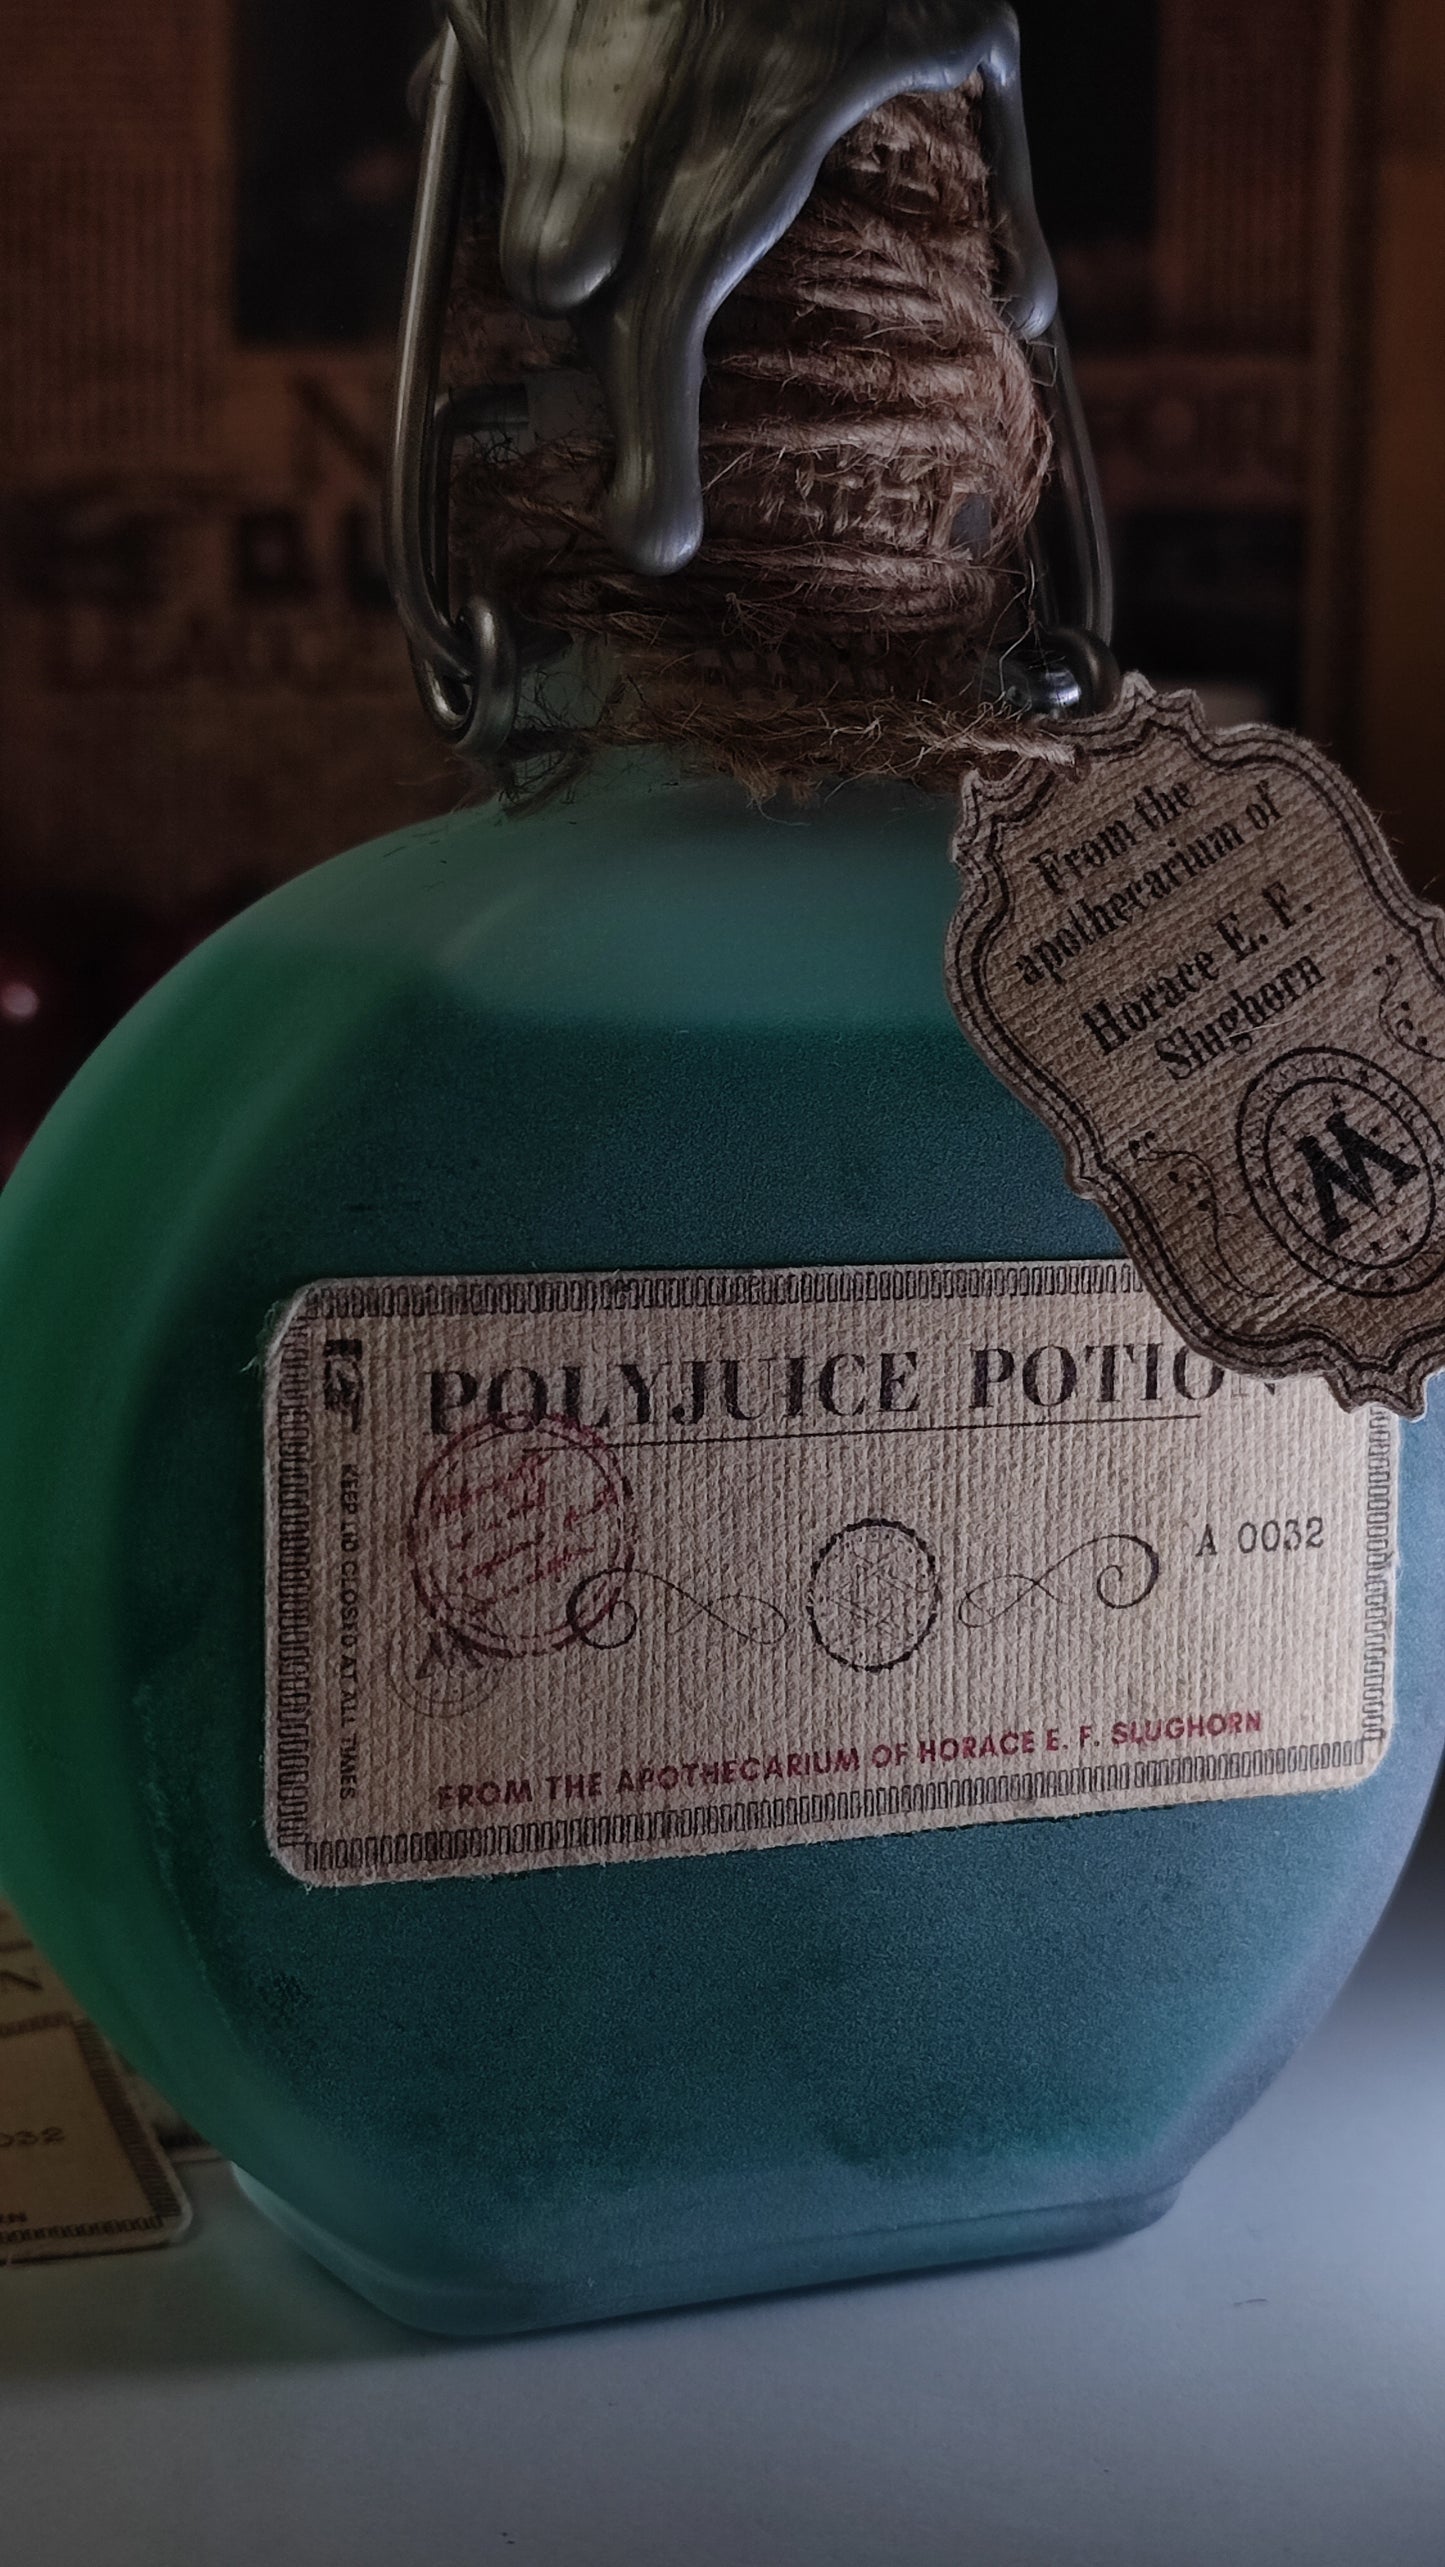 From the
apothecarium of
Horace E. F.
Slughorn
W
POLYJUICE POTION
KEEP LID CLOSED AT ALL TIMES
A 0032
W
FROM THE APOTHECARIUM OF HORACE E. F. SLUGHORN